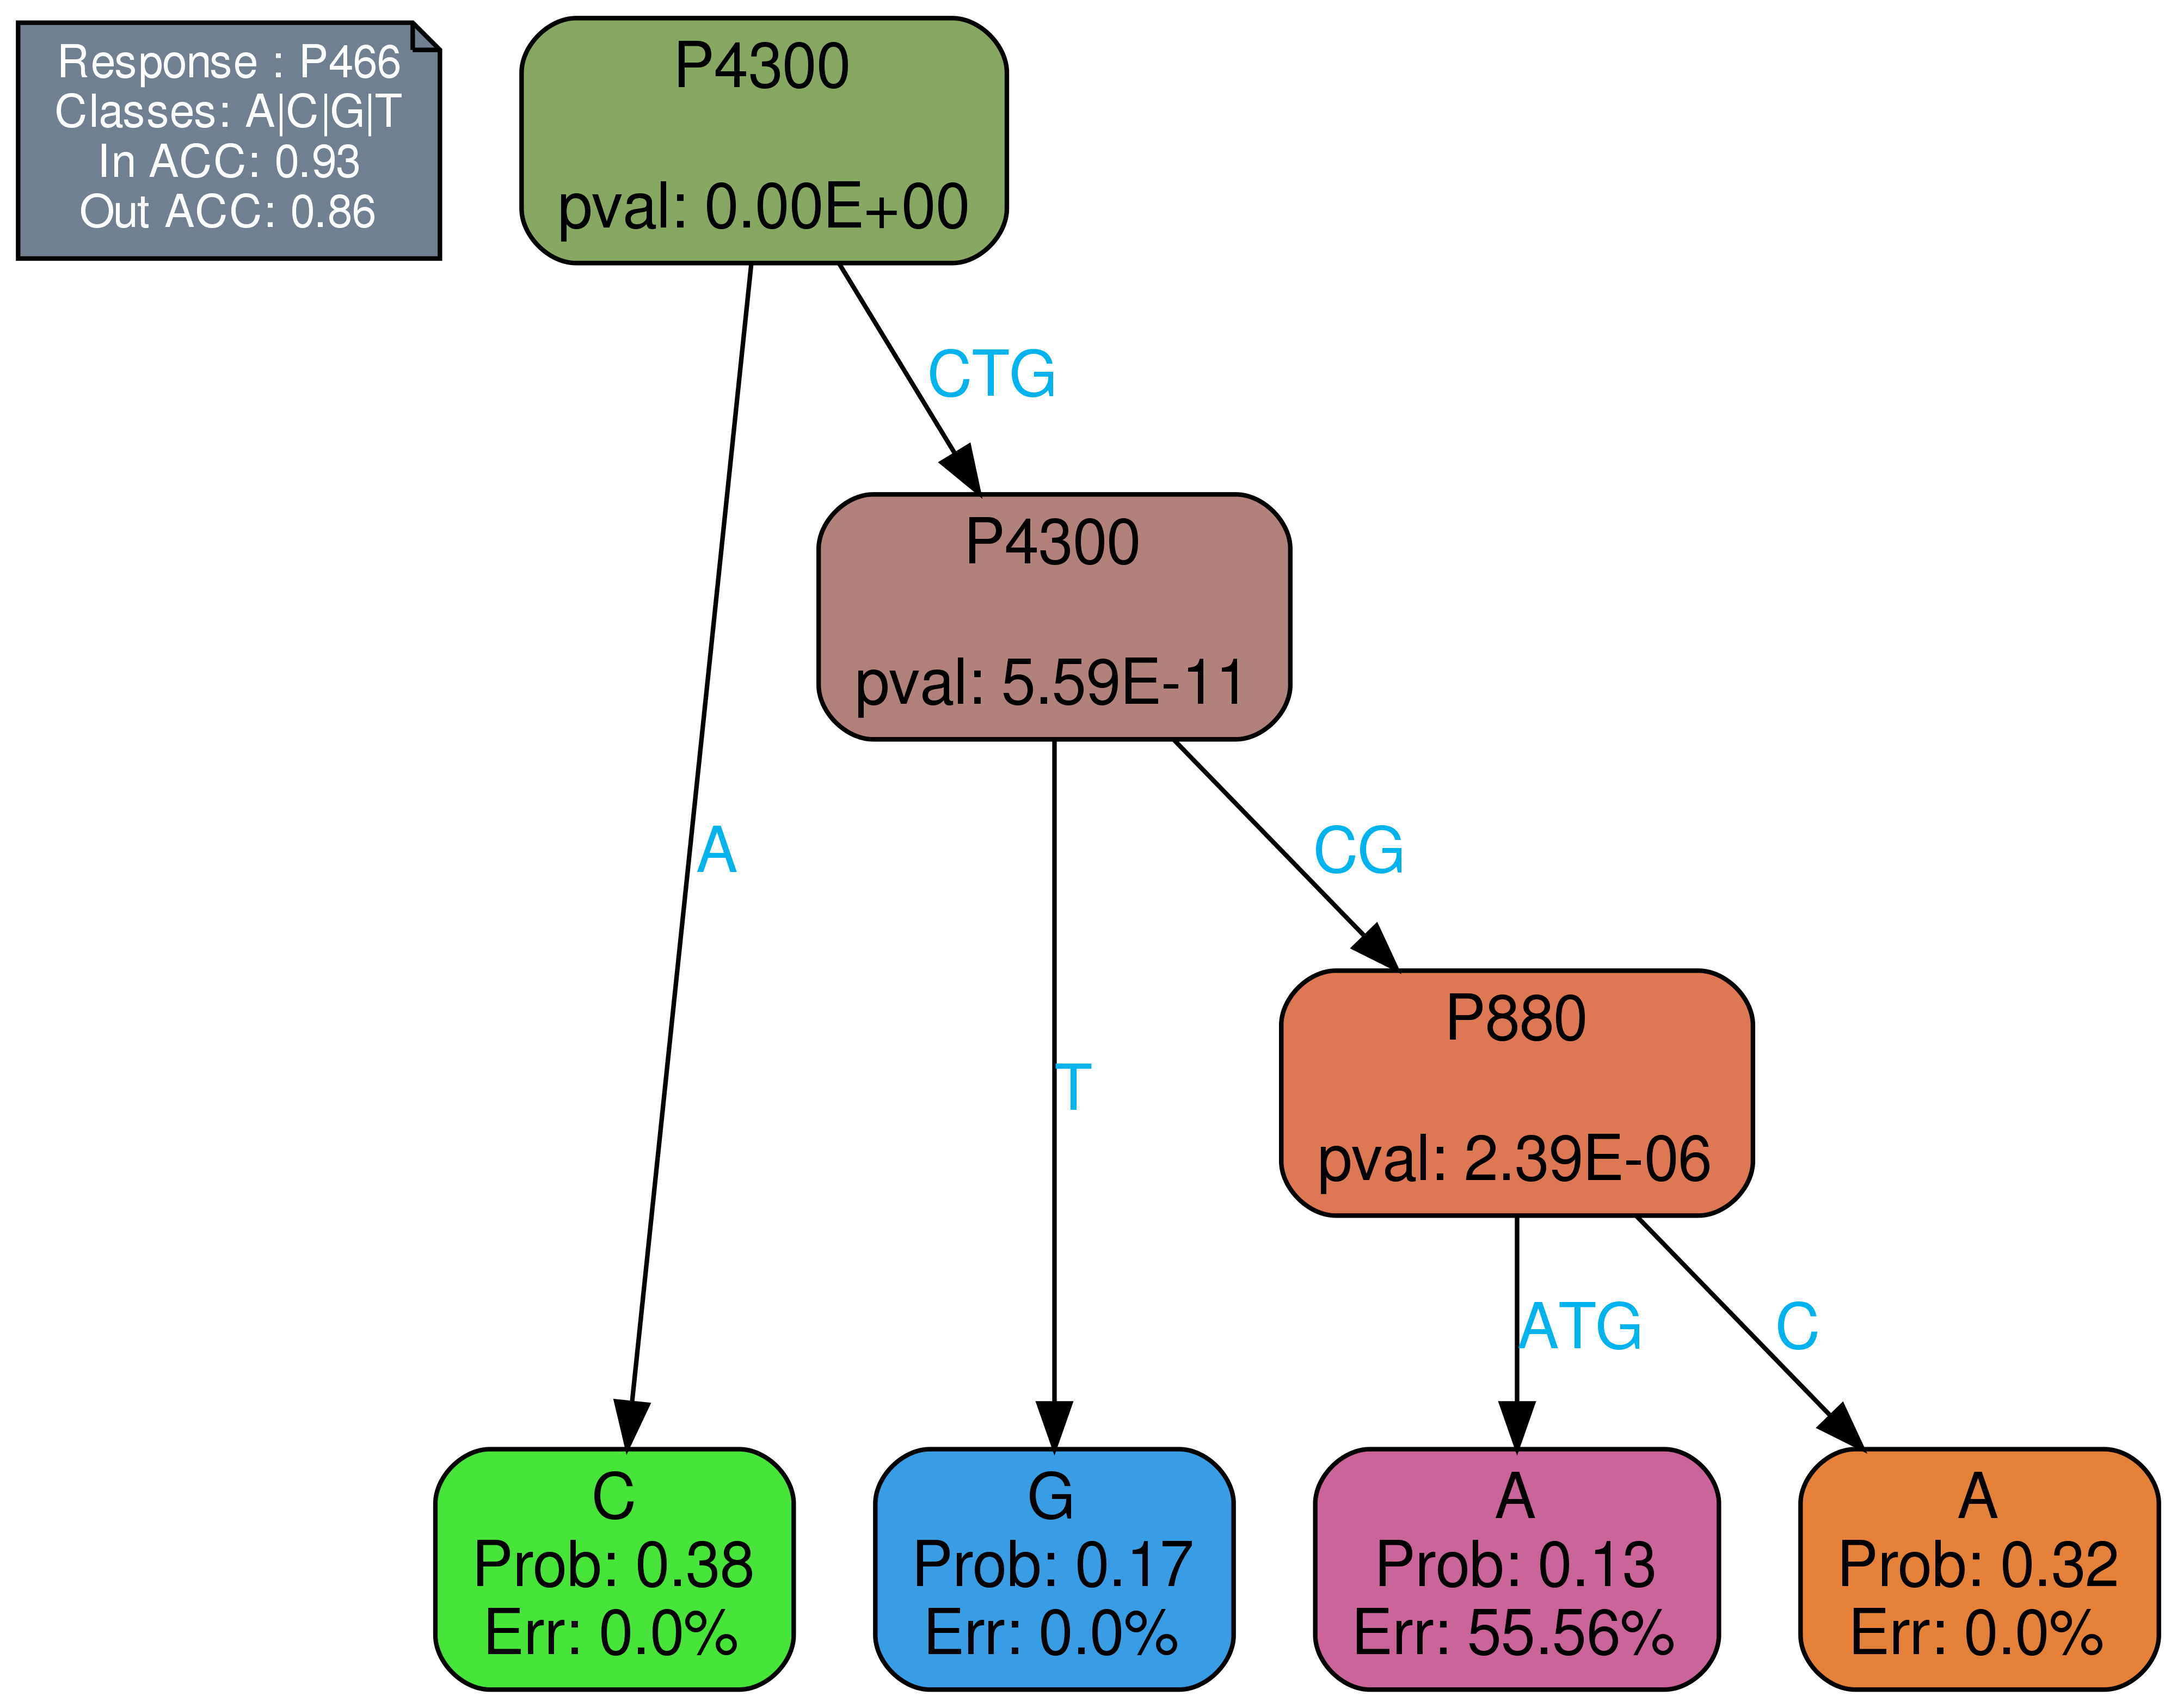 Response : P466
Classes: A|C|G|T
In ACC: 0.93
Out ACC: 0.86
P4300
pval: 0.00E+00
CTG
P4300
pval: 5.59E-11
A
CG
T
P880
pval: 2.39E-06
ATG
C
C
Prob: 0.38
Err: 0.0%
G
Prob: 0.17
Err: 0.0%
A
Prob: 0.13
Err: 55.56%
A
Prob: 0.32
Err: 0.0%